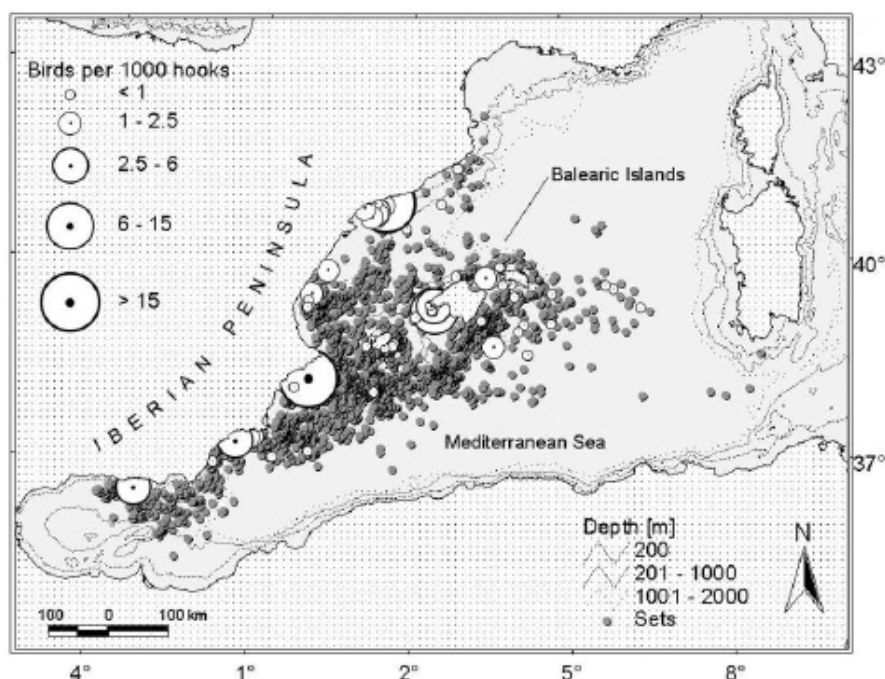 Birds per 1000 hooks
< 1
1 - 2.5
2.5 - 6
6 - 15
> 15
IBERIAN PENINSULA
Balearic Islands
Mediterranean Sea
43°
40°
37°
Depth [m]
200
201 - 1000
1001 - 2000
Sets
N
100 0 100 km
4° 1° 2° 5° 8°